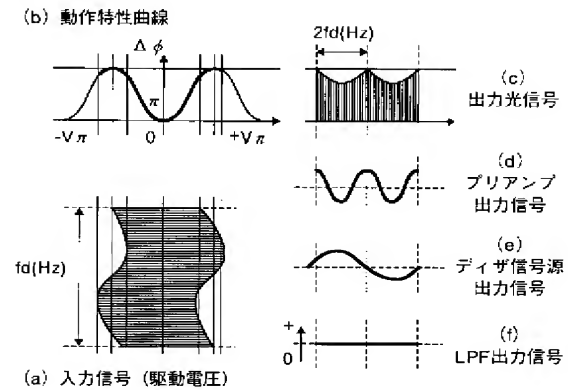 (b) 動作特性曲線
Δφ
π
-Vπ
0
+Vπ
2fd(Hz)
(c)
出力光信号
(d)
プリアンプ
出力信号
(e)
ディザ信号源
出力信号
+
0
(f)
LPF出力信号
fd(Hz)
(a) 入力信号（駆動電圧）